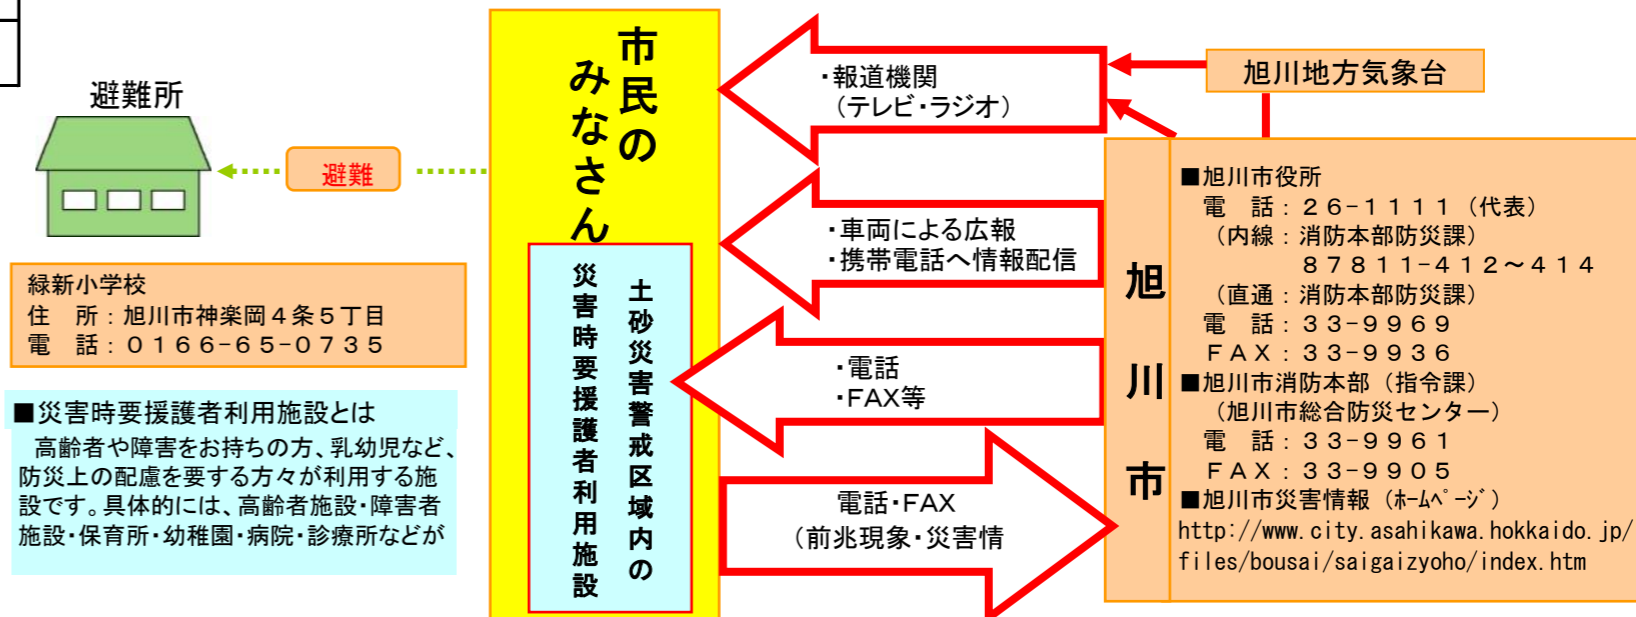 避難所
避難
緑新小学校
住　所：旭川市神楽岡４条５丁目
電　話：０１６６-６５-０７３５
■災害時要援護者利用施設とは
　高齢者や障害をお持ちの方、乳幼児など、
防災上の配慮を要する方々が利用する施
設です。具体的には、高齢者施設・障害者
施設・保育所・幼稚園・病院・診療所などが
市民の
みなさん
土砂災害警戒区域内の
災害時要援護者利用施設
・報道機関
（テレビ・ラジオ）
・車両による広報
・携帯電話へ情報配信
・電話
・FAX等
電話・FAX
（前兆現象・災害情
旭川地方気象台
旭川市
■旭川市役所
電　話：２６-１１１１（代表）
（内線：消防本部防災課）
８７８１１-４１２～４１４
（直通：消防本部防災課）
電　話：３３-９９６９
ＦＡＸ：３３-９９３６
■旭川市消防本部（指令課）
（旭川市総合防災センター）
電　話：３３-９９６１
ＦＡＸ：３３-９９０５
■旭川市災害情報（ﾎｰﾑﾍﾟｰｼﾞ）
http://www.city.asahikawa.hokkaido.jp/
files/bousai/saigaizyoho/index.htm